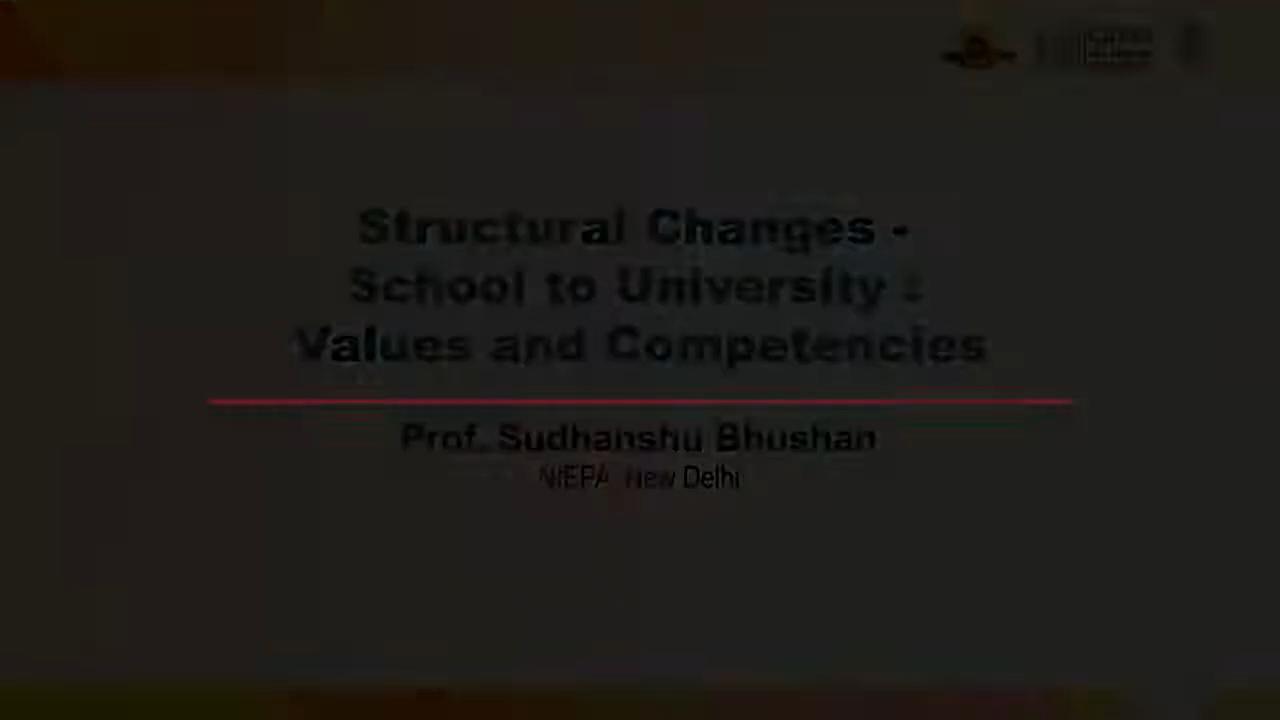 Structural Changes -
School to University :
Values and Competencies
Prof. Sudhanshu Bhushan
NIEPA New Delhi